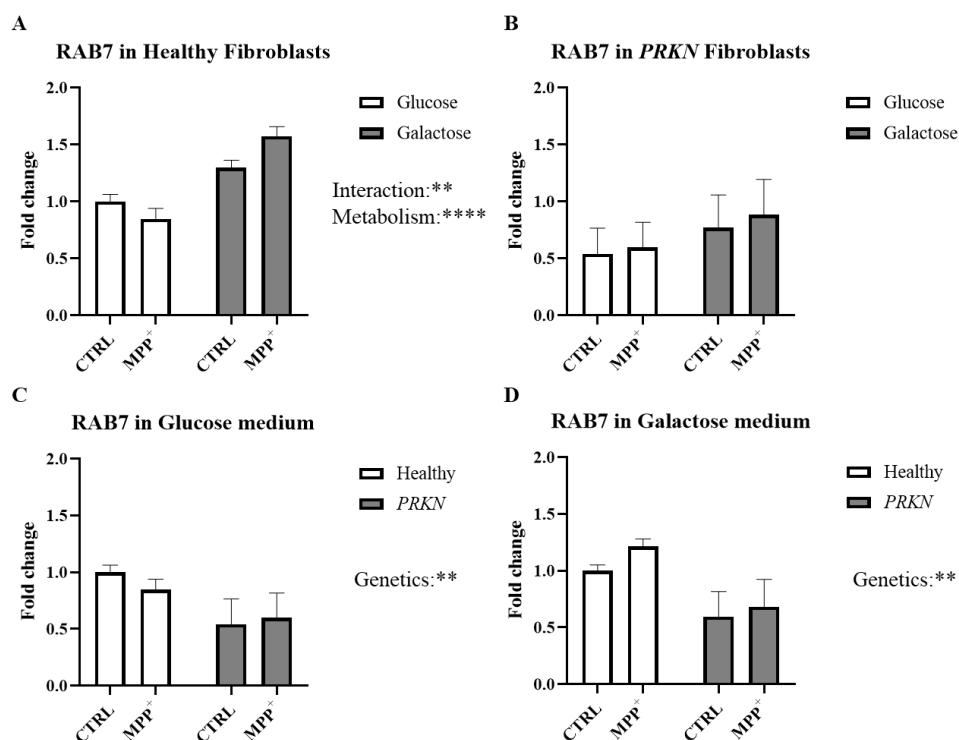 A
RAB7 in Healthy Fibroblasts
Fold change
2.0
1.5
1.0
0.5
0.0
CTRL
MPP⁺
CTRL
MPP⁺
Glucose
Galactose
Interaction:**
Metabolism:****
B
RAB7 in PRKN Fibroblasts
Fold change
2.0
1.5
1.0
0.5
0.0
CTRL
MPP⁺
CTRL
MPP⁺
Glucose
Galactose
C
RAB7 in Glucose medium
Fold change
2.0
1.5
1.0
0.5
0.0
CTRL
MPP⁺
CTRL
MPP⁺
Healthy
PRKN
Genetics:**
D
RAB7 in Galactose medium
Fold change
2.0
1.5
1.0
0.5
0.0
CTRL
MPP⁺
CTRL
MPP⁺
Healthy
PRKN
Genetics:**